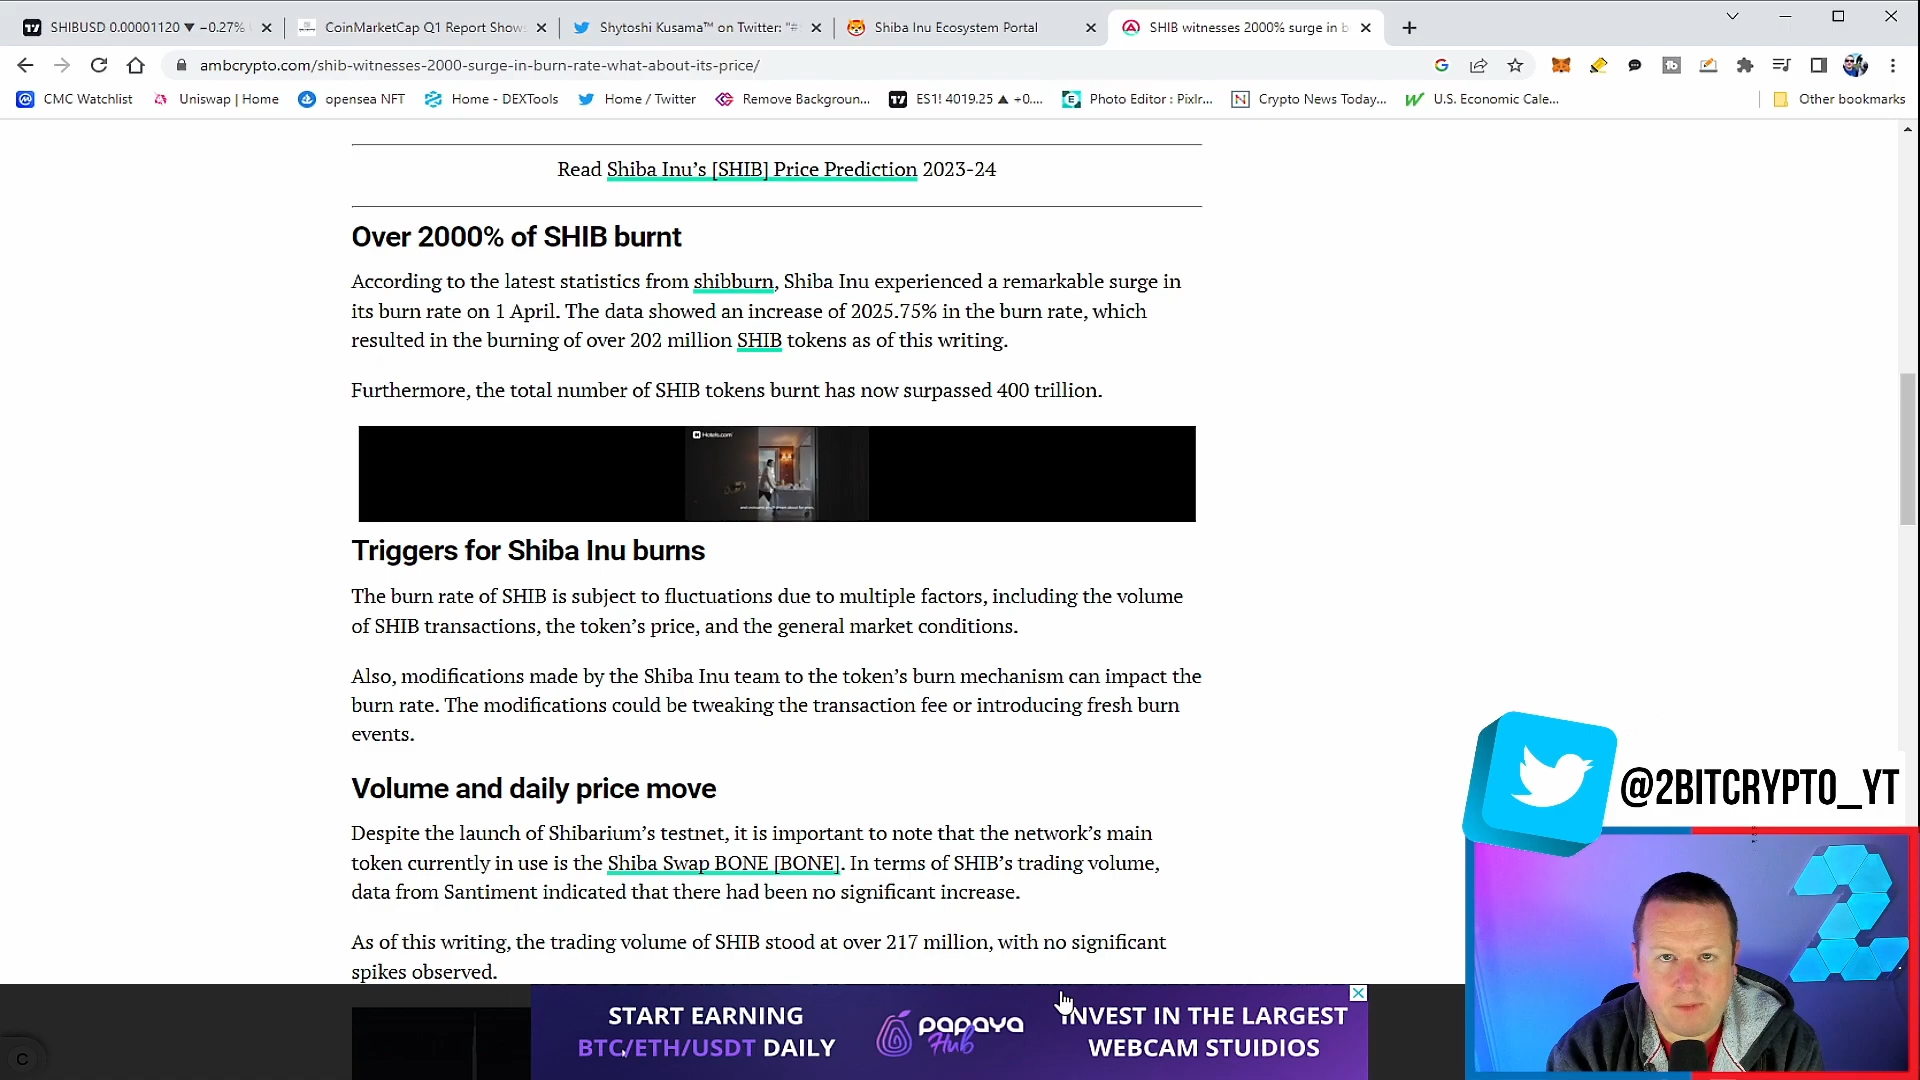 SHIBUSD 0.00001120 ▼ −0.27%
CoinMarketCap Q1 Report Shows
Shytoshi Kusama™ on Twitter: "#
Shiba Inu Ecosystem Portal
SHIB witnesses 2000% surge in b
ambcrypto.com/shib-witnesses-2000-surge-in-burn-rate-what-about-its-price/
CMC Watchlist
Uniswap | Home
opensea NFT
Home - DEXTools
Home / Twitter
Remove Backgroun...
ES1! 4019.25 ▲ +0....
Photo Editor : Pixlr...
Crypto News Today...
U.S. Economic Cale...
Other bookmarks
Read Shiba Inu’s [SHIB] Price Prediction 2023-24
Over 2000% of SHIB burnt
According to the latest statistics from shibburn, Shiba Inu experienced a remarkable surge in
its burn rate on 1 April. The data showed an increase of 2025.75% in the burn rate, which
resulted in the burning of over 202 million SHIB tokens as of this writing.
Furthermore, the total number of SHIB tokens burnt has now surpassed 400 trillion.
Hotels.com
Triggers for Shiba Inu burns
The burn rate of SHIB is subject to fluctuations due to multiple factors, including the volume
of SHIB transactions, the token’s price, and the general market conditions.
Also, modifications made by the Shiba Inu team to the token’s burn mechanism can impact the
burn rate. The modifications could be tweaking the transaction fee or introducing fresh burn
events.
Volume and daily price move
Despite the launch of Shibarium’s testnet, it is important to note that the network’s main
token currently in use is the Shiba Swap BONE [BONE]. In terms of SHIB’s trading volume,
data from Santiment indicated that there had been no significant increase.
As of this writing, the trading volume of SHIB stood at over 217 million, with no significant
spikes observed.
@2BITCRYPTO_YT
START EARNING
BTC/ETH/USDT DAILY
papaya
Hub
INVEST IN THE LARGEST
WEBCAM STUIDIOS